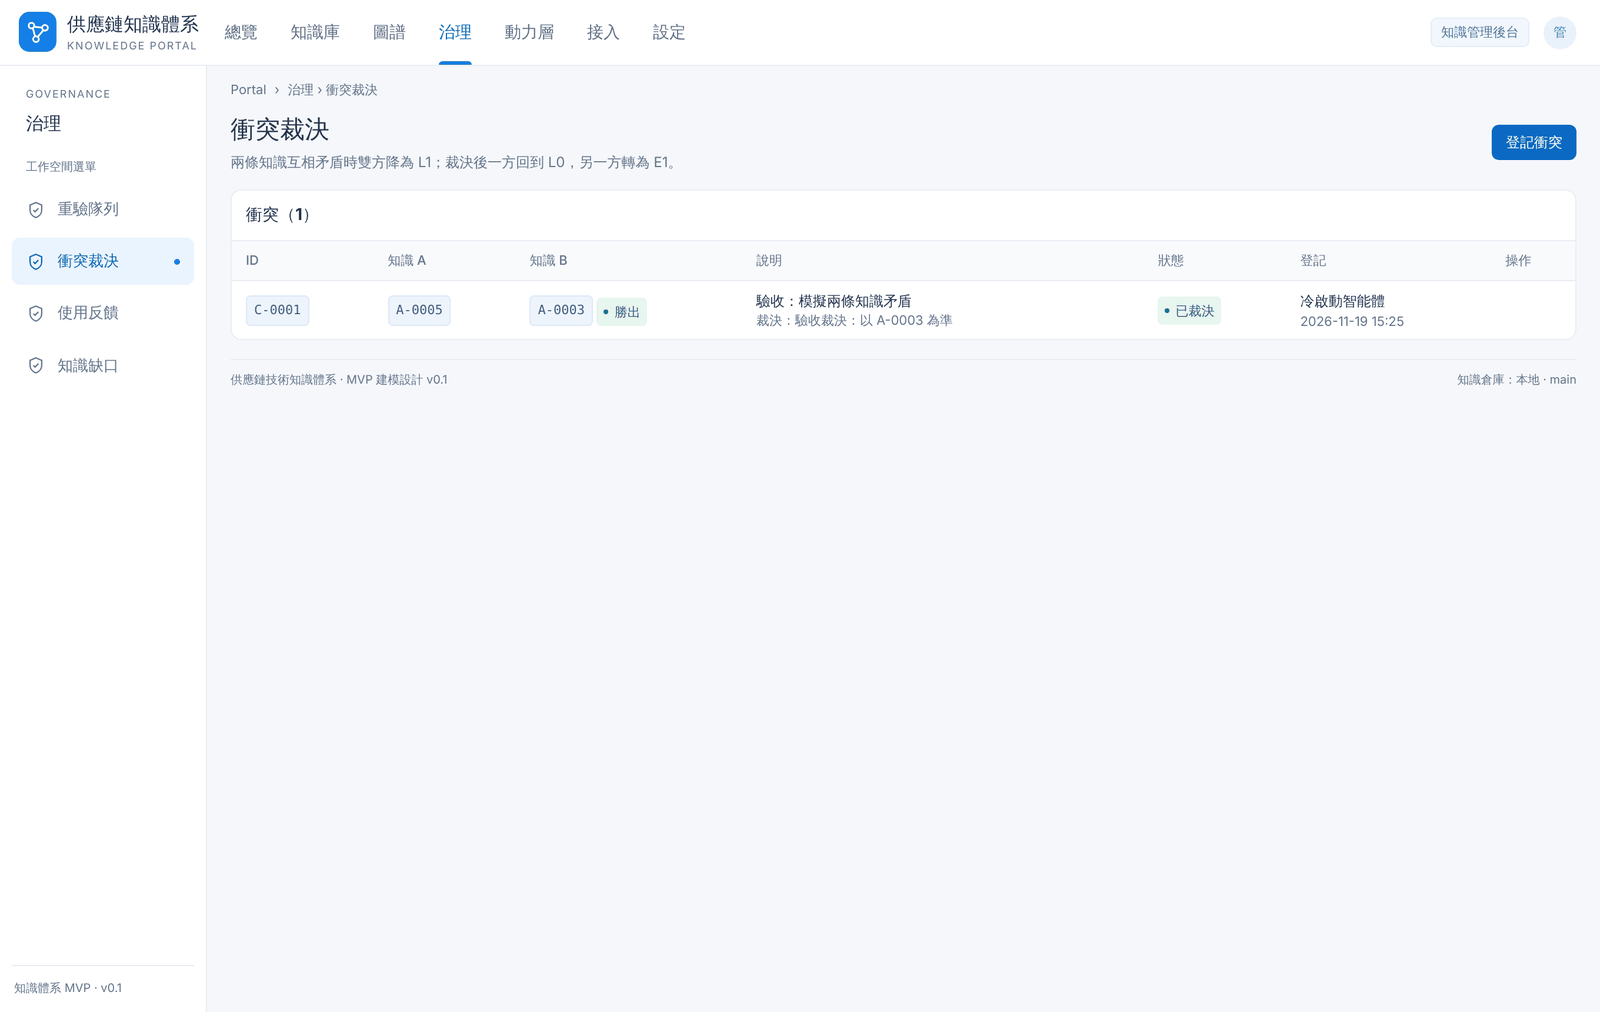 供應鏈知識體系
KNOWLEDGE PORTAL
總覽 知識庫 圖譜 治理 動力層 接入 設定
知識管理後台 管
GOVERNANCE
治理
工作空間選單
重驗隊列
衝突裁決
使用反饋
知識缺口
知識體系 MVP · v0.1
Portal › 治理 › 衝突裁決
衝突裁決
兩條知識互相矛盾時雙方降為 L1；裁決後一方回到 L0，另一方轉為 E1。
登記衝突
衝突（1）
ID 知識 A 知識 B 說明 狀態 登記 操作
C-0001 A-0005 A-0003 勝出 驗收：模擬兩條知識矛盾 已裁決 冷啟動智能體
裁決：驗收裁決：以 A-0003 為準 2026-11-19 15:25
供應鏈技術知識體系 · MVP 建模設計 v0.1 知識倉庫：本地 · main